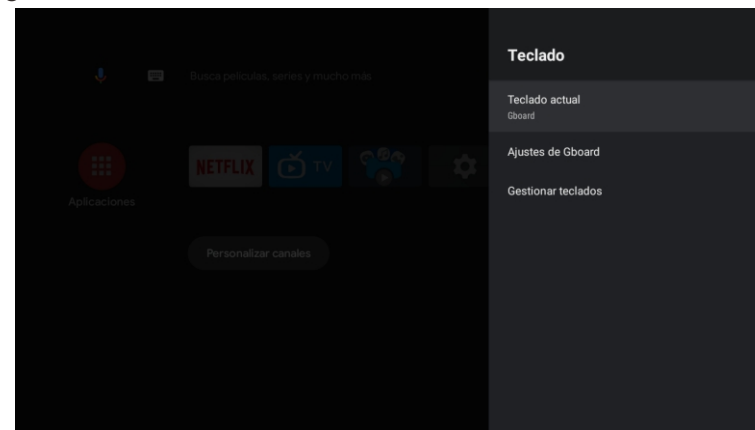 Teclado
Busca películas, series y mucho más
Teclado actual
Gboard
Ajustes de Gboard
NETFLIX
TV
Gestionar teclados
Aplicaciones
Personalizar canales